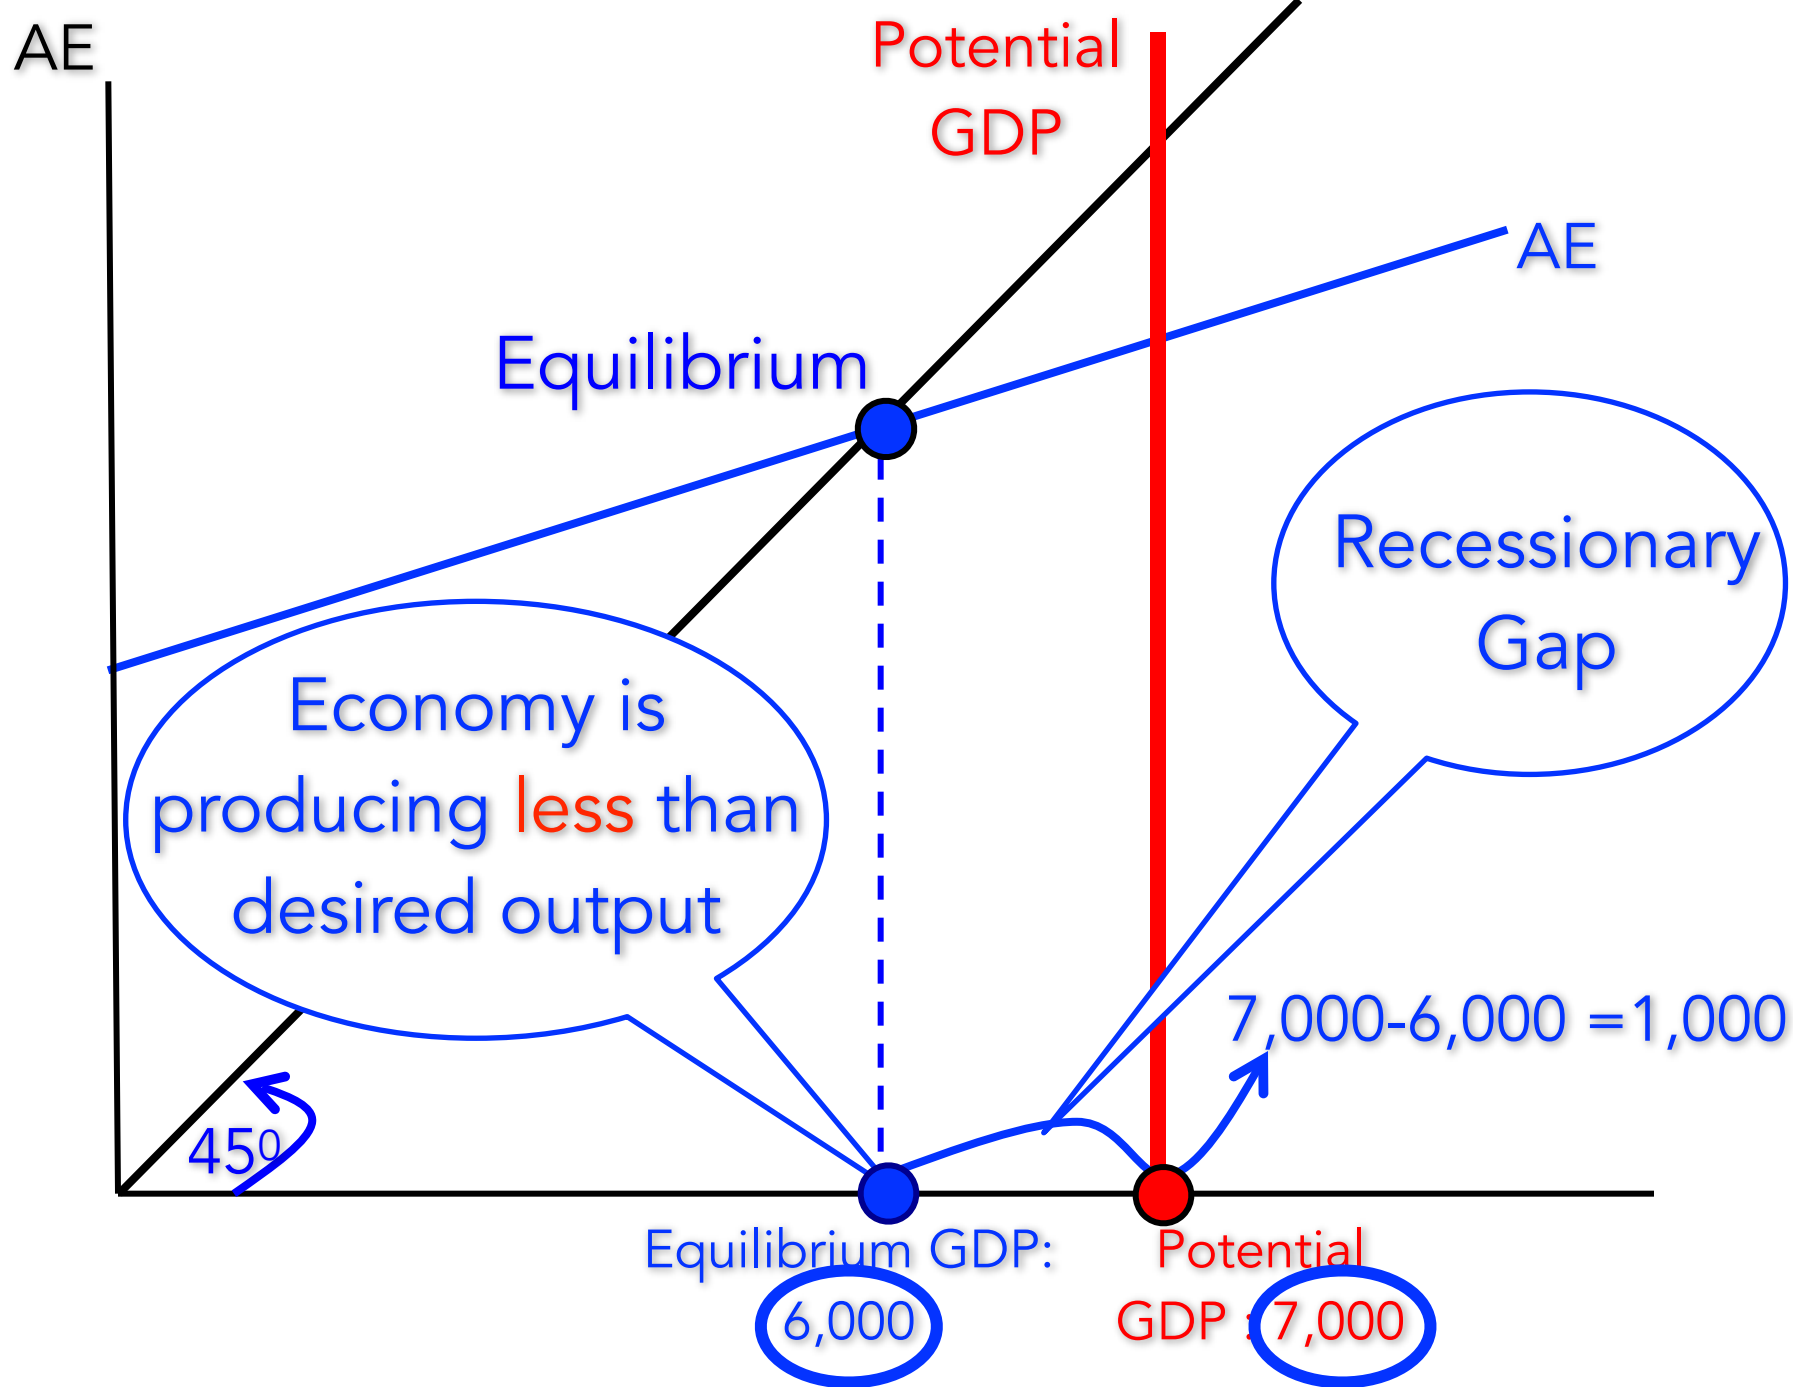 AE
Potential
GDP
AE
Equilibrium
Recessionary
Gap
Economy is
producing less than
desired output
7,000-6,000 =1,000
45⁰
Equilibrium GDP:
6,000
Potential
GDP : 7,000